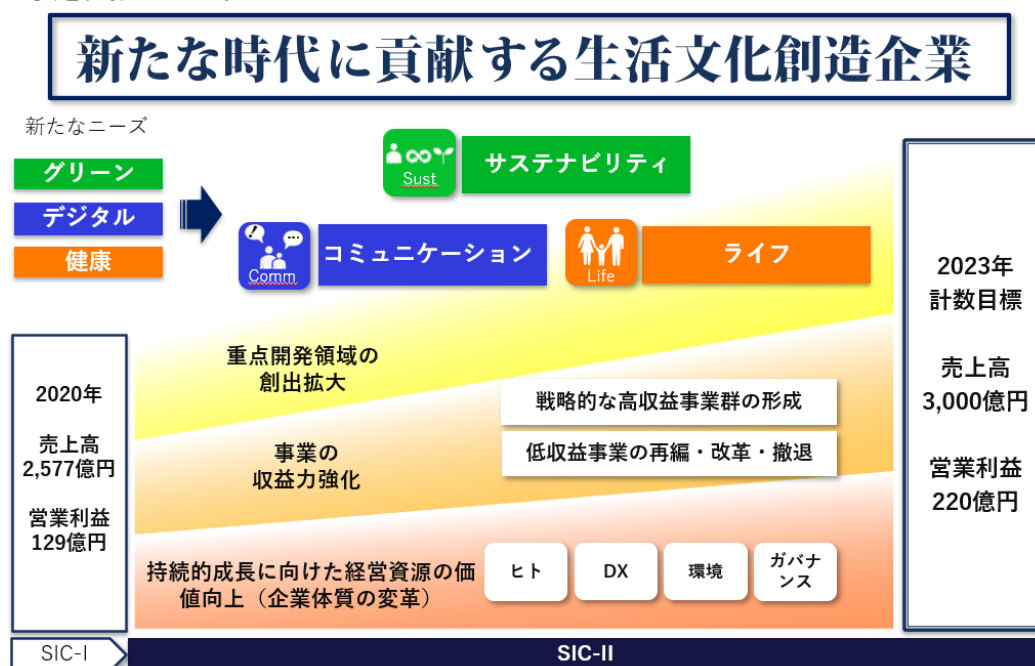 新たな時代に貢献する生活文化創造企業
新たなニーズ
グリーン
デジタル
健康
Sust
サステナビリティ
Comm
コミュニケーション
Life
ライフ
2020年
売上高
2,577億円
営業利益
129億円
重点開発領域の
創出拡大
事業の
収益力強化
戦略的な高収益事業群の形成
低収益事業の再編・改革・撤退
持続的成長に向けた経営資源の価
値向上（企業体質の変革）
ヒト
DX
環境
ガバナ
ンス
2023年
計数目標
売上高
3,000億円
営業利益
220億円
SIC-I
SIC-II